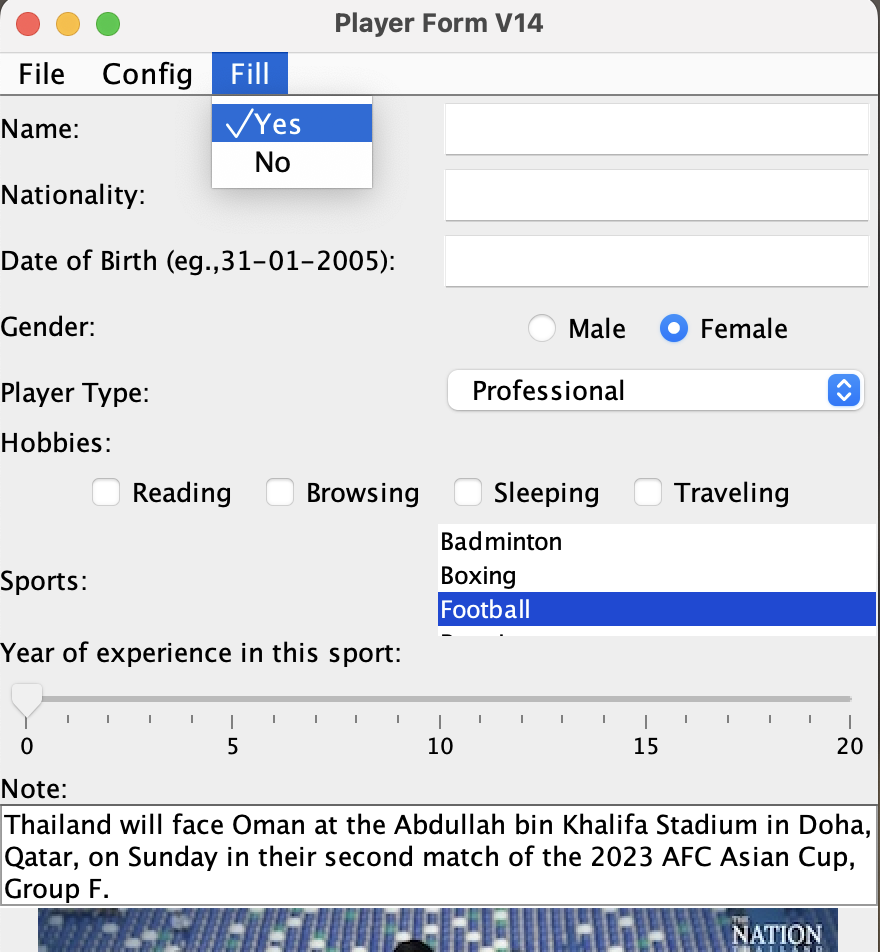 Player Form V14
File Config Fill
✓Yes
No
Name:
Nationality:
Date of Birth (eg.,31-01-2005):
Gender: Male Female
Player Type: Professional
Hobbies:
Reading Browsing Sleeping Traveling
Sports:
Badminton
Boxing
Football
Year of experience in this sport:
0 5 10 15 20
Note:
Thailand will face Oman at the Abdullah bin Khalifa Stadium in Doha,
Qatar, on Sunday in their second match of the 2023 AFC Asian Cup,
Group F.
THE
NATION
THAILAND